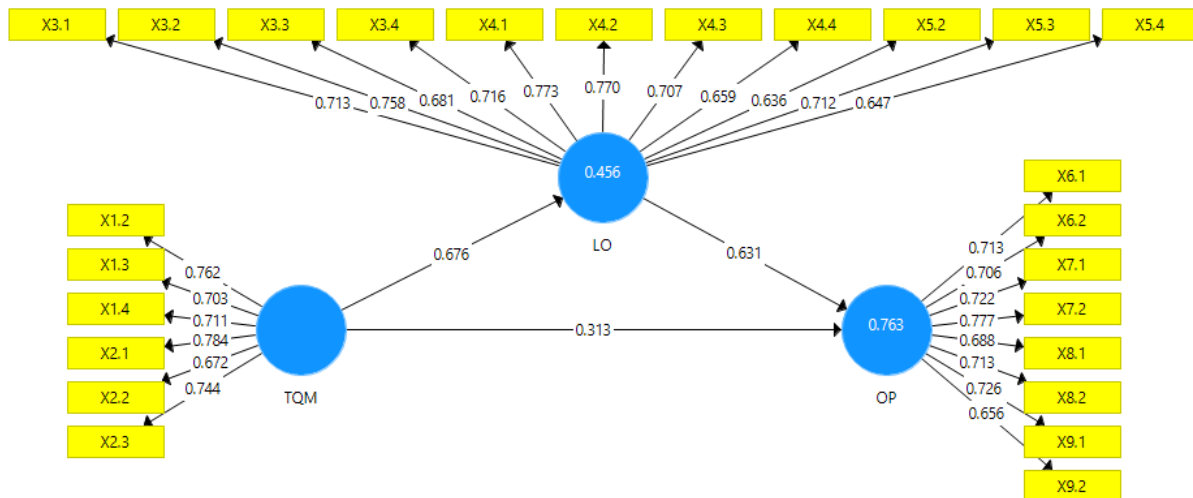 X3.1 X3.2 X3.3 X3.4 X4.1 X4.2 X4.3 X4.4 X5.2 X5.3 X5.4
0.713 0.758 0.681 0.716 0.773 0.770 0.707 0.659 0.636 0.712 0.647
0.456
LO
X1.2
X1.3
X1.4
X2.1
X2.2
X2.3
0.762
0.703
0.711
0.784
0.672
0.744
TQM
0.676
0.631
0.313
0.763
OP
0.713
0.706
0.722
0.777
0.688
0.713
0.726
0.656
X6.1
X6.2
X7.1
X7.2
X8.1
X8.2
X9.1
X9.2